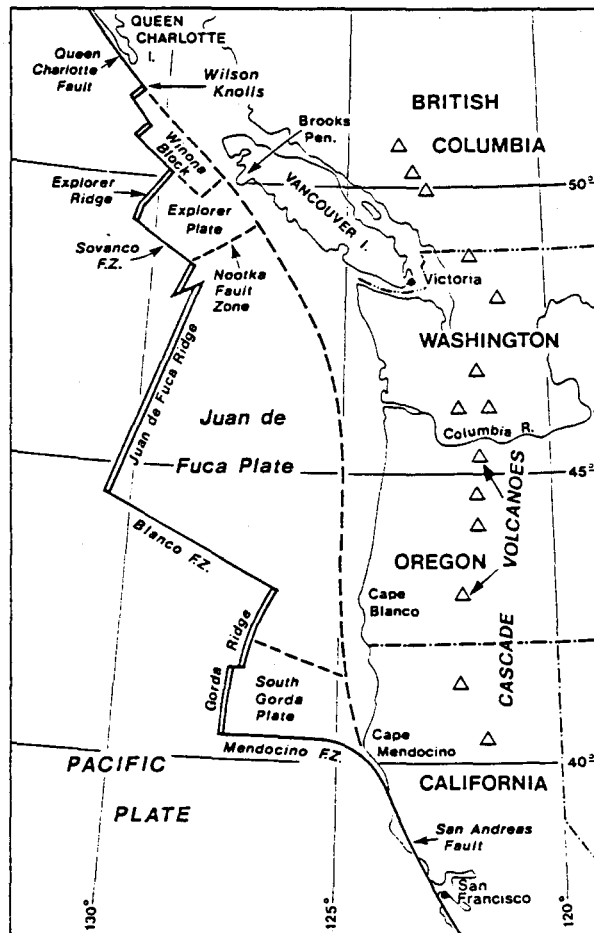 QUEEN
CHARLOTTE
I.
Queen
Charlotte
Fault
Wilson
Knolls
BRITISH
COLUMBIA
Brooks
Pen.
Winona
Block
VANCOUVER I.
50°
Explorer
Ridge
Explorer
Plate
Sovanco
F.Z.
Nootka
Fault
Zone
Victoria
WASHINGTON
Juan de Fuca Ridge
Juan de
Fuca Plate
Columbia R.
45°
Blanco F.Z.
VOLCANOES
OREGON
Cape
Blanco
CASCADE
Gorda Ridge
South
Gorda
Plate
Mendocino F.Z.
Cape
Mendocino
40°
PACIFIC
PLATE
CALIFORNIA
San Andreas
Fault
San
Francisco
130°
125°
120°